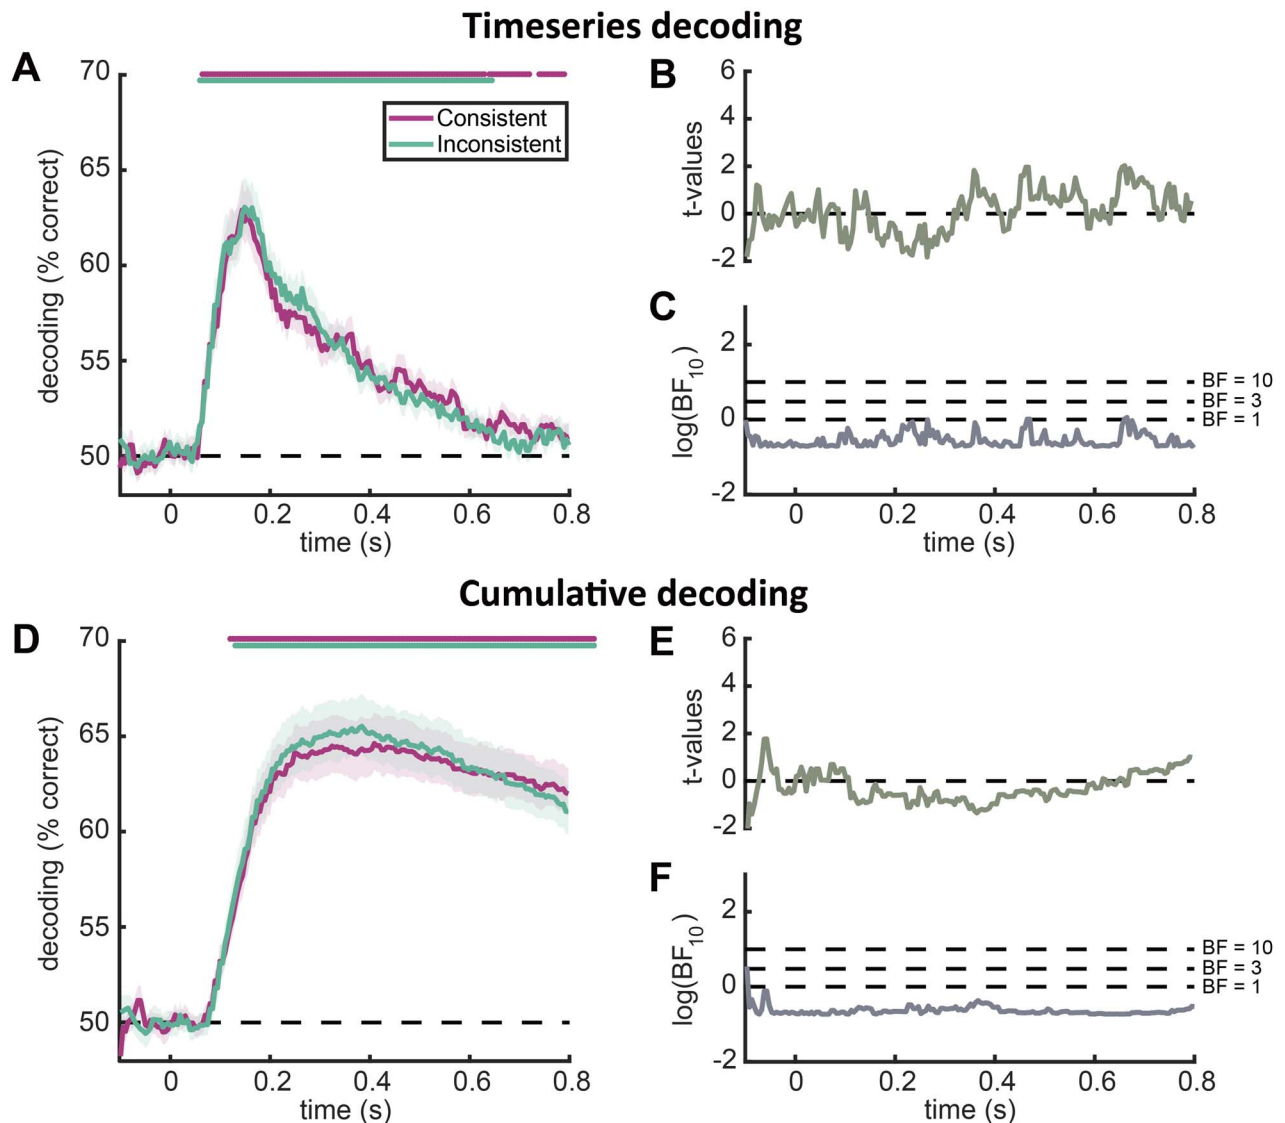 Timeseries decoding
A
70
65
60
55
50
decoding (% correct)
Consistent
Inconsistent
0
0.2
0.4
0.6
0.8
time (s)
B
6
4
2
0
-2
t-values
C
2
0
-2
log(BF10)
BF = 10
BF = 3
BF = 1
0
0.2
0.4
0.6
0.8
time (s)
Cumulative decoding
D
70
65
60
55
50
decoding (% correct)
0
0.2
0.4
0.6
0.8
time (s)
E
6
4
2
0
-2
t-values
F
2
0
-2
log(BF10)
BF = 10
BF = 3
BF = 1
0
0.2
0.4
0.6
0.8
time (s)